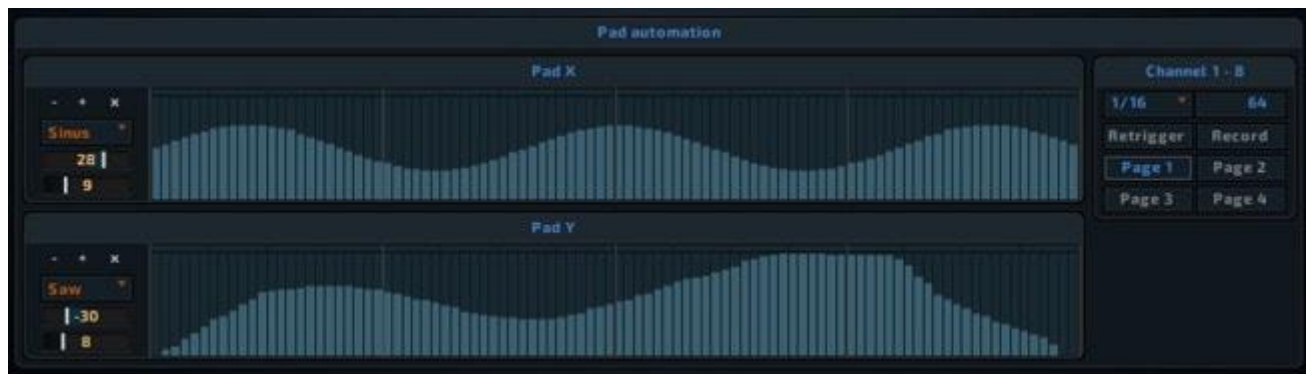 Pad automation
Pad X
- + x
Sinus
28
9
Pad Y
- + x
Saw
-30
8
Channel 1 - 8
1/16 64
Retrigger Record
Page 1 Page 2
Page 3 Page 4